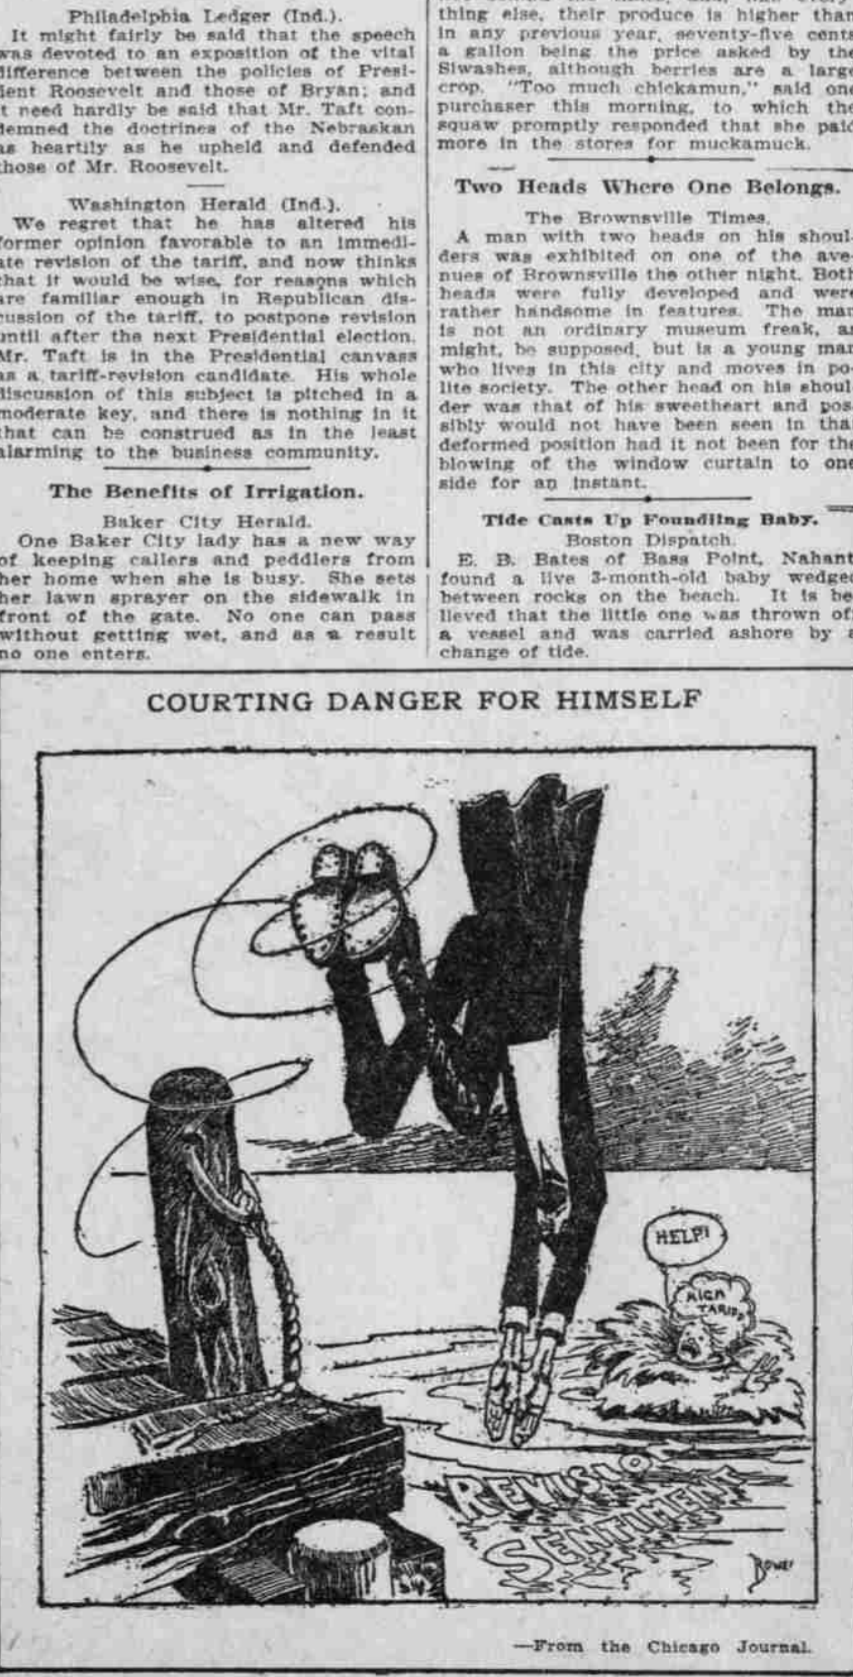 Philadelphia Ledger (Ind.).
It might fairly be said that the speech
was devoted to an exposition of the vital
difference between the policies of Presi-
dent Roosevelt and those of Bryan; and
it need hardly be said that Mr. Taft con-
demned the doctrines of the Nebraskan
as heartily as he upheld and defended
those of Mr. Roosevelt.
Washington Herald (Ind.).
We regret that he has altered his
former opinion favorable to an immedi-
ate revision of the tariff, and now thinks
that it would be wise, for reasons which
are familiar enough in Republican dis-
cussion of the tariff, to postpone revision
until after the next Presidential election.
Mr. Taft is in the Presidential canvass
as a tariff-revision candidate. His whole
discussion of this subject is pitched in a
moderate key, and there is nothing in it
that can be construed as in the least
alarming to the business community.
The Benefits of Irrigation.
Baker City Herald.
One Baker City lady has a new way
of keeping callers and peddlers from
her home when she is busy. She sets
her lawn sprayer on the sidewalk in
front of the gate. No one can pass
without getting wet, and as a result
no one enters.
thing else, their produce is higher than
in any previous year, seventy-five cents
a gallon being the price asked by the
Siwashes, although berries are a large
crop. "Too much chickamun," said one
purchaser this morning, to which the
squaw promptly responded that she paid
more in the stores for muckamuck.
Two Heads Where One Belongs.
The Brownsville Times.
A man with two heads on his shoul-
ders was exhibited on one of the ave-
nues of Brownsville the other night. Both
heads were fully developed and were
rather handsome in features. The man
is not an ordinary museum freak, as
might, be supposed, but is a young man
who lives in this city and moves in po-
lite society. The other head on his shoul-
der was that of his sweetheart and pos-
sibly would not have been seen in that
deformed position had it not been for the
blowing of the window curtain to one
side for an instant.
Tide Casts Up Foundling Baby.
Boston Dispatch.
E. B. Bates of Bass Point, Nahant,
found a live 3-month-old baby wedged
between rocks on the beach. It is be-
lieved that the little one was thrown off
a vessel and was carried ashore by a
change of tide.
COURTING DANGER FOR HIMSELF
HELP!
HIGH
TARIFF
REVISION
SENTIMENT
—From the Chicago Journal.